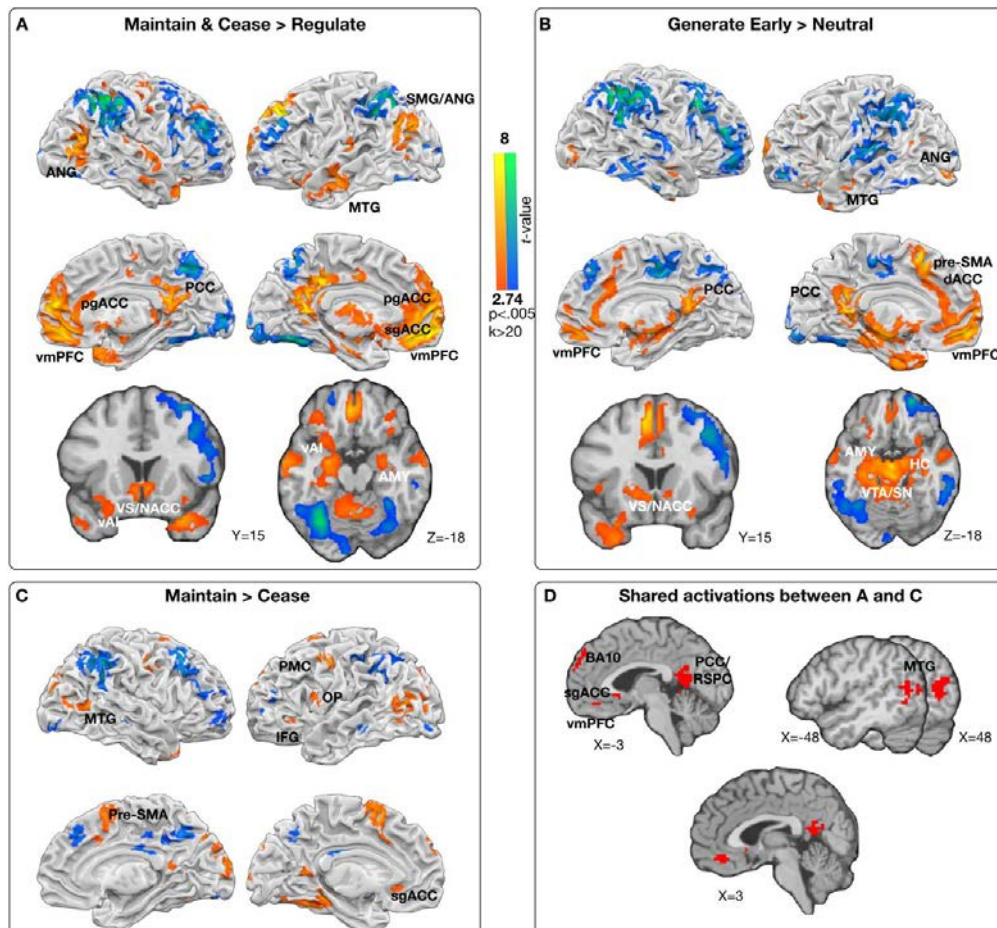 A Maintain & Cease > Regulate
SMG/ANG
ANG
MTG
pgACC
PCC
vmPFC
pgACC
sgACC
vmPFC
vAI
VS/NACC
Y=15
vAI
AMY
Z=-18
8
t-value
2.74
p<.005
k>20
B Generate Early > Neutral
ANG
MTG
PCC
vmPFC
pre-SMA
dACC
PCC
vmPFC
VS/NACC
Y=15
AMY
HC
VTA/SN
Z=-18
C Maintain > Cease
MTG
PMC
OP
IFG
Pre-SMA
sgACC
D Shared activations between A and C
BA10
PCC/
RSPC
sgACC
vmPFC
X=-3
MTG
X=-48
X=48
X=3